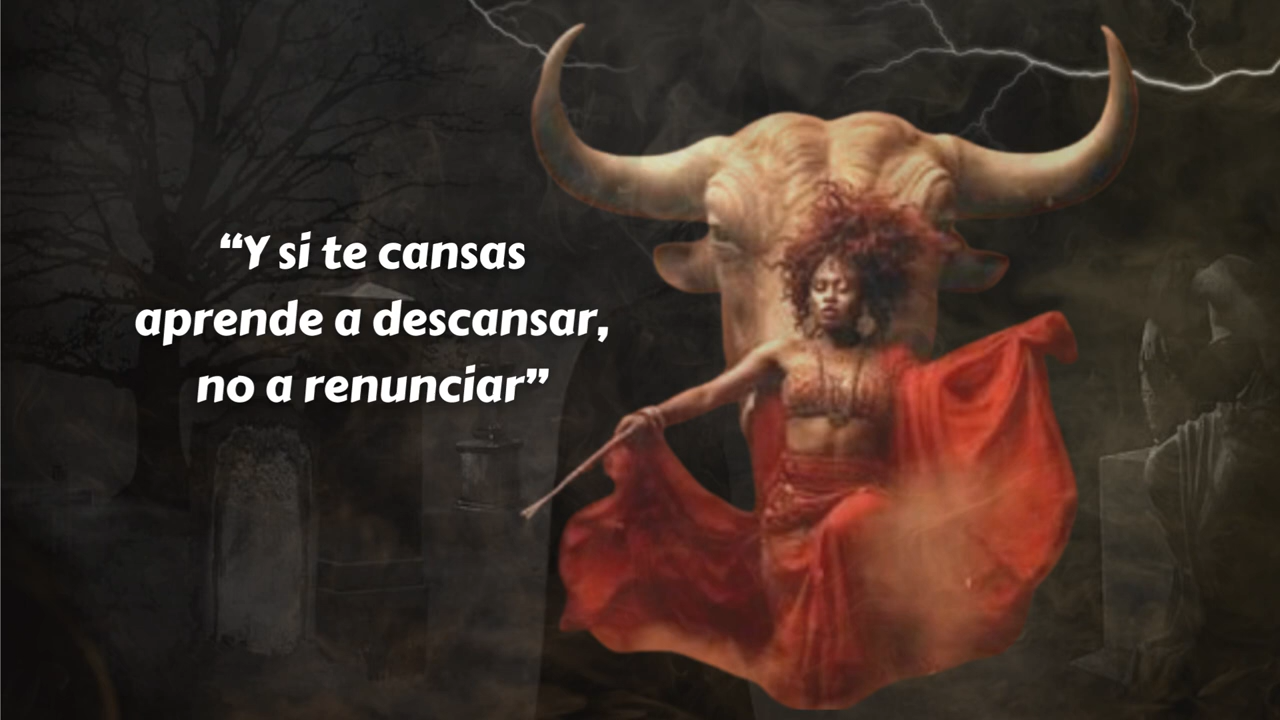 “Y si te cansas
aprende a descansar,
no a renunciar”